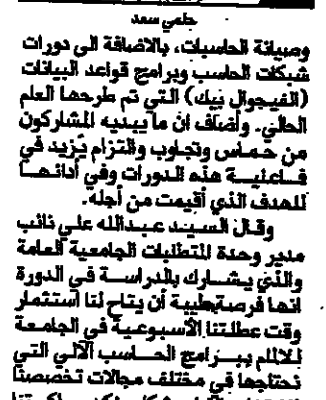 حلمي سعد
وصيانة الحاسبات، بالاضافة الى دورات
شبكات الحاسب وبرامج قواعد البيانات
(الفيجوال بيك) التي تم طرحها العلم
الحالي. وأضاف ان ما يبديه المشاركون
من حماس وتجاوب والتزام يزيد في
فاعلية هذه الدورات وفي أدائها
للهدف الذي أقيمت من أجله.
وقال السيد عبدالله علي نائب
مدير وحدة المتطلبات الجامعية العامة
والذي يشارك بالدراسة في الدورة
انها فرصة طيبة أن يتاح لنا استثمار
وقت عطلتنا الأسبوعية في الجامعة
للالمام ببرامج الحاسب الآلي التي
نحتاجها في مختلف مجالات تخصصنا